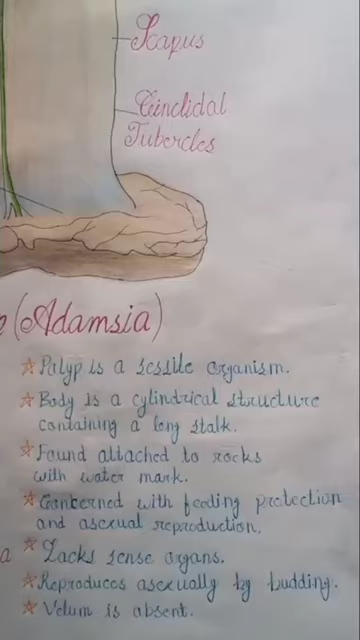 Scapus
Cinclidal
Tubercles
(Adamsia)
☆ Polyp is a sessile organism.
☆ Body is a cylindrical structure
containing a long stalk.
☆ Found attached to rocks
with water mark.
☆ Concerned with feeding protection
and asexual reproduction.
a ☆ Lacks sense organs.
☆ Reproduces asexually by budding.
☆ Velum is absent.